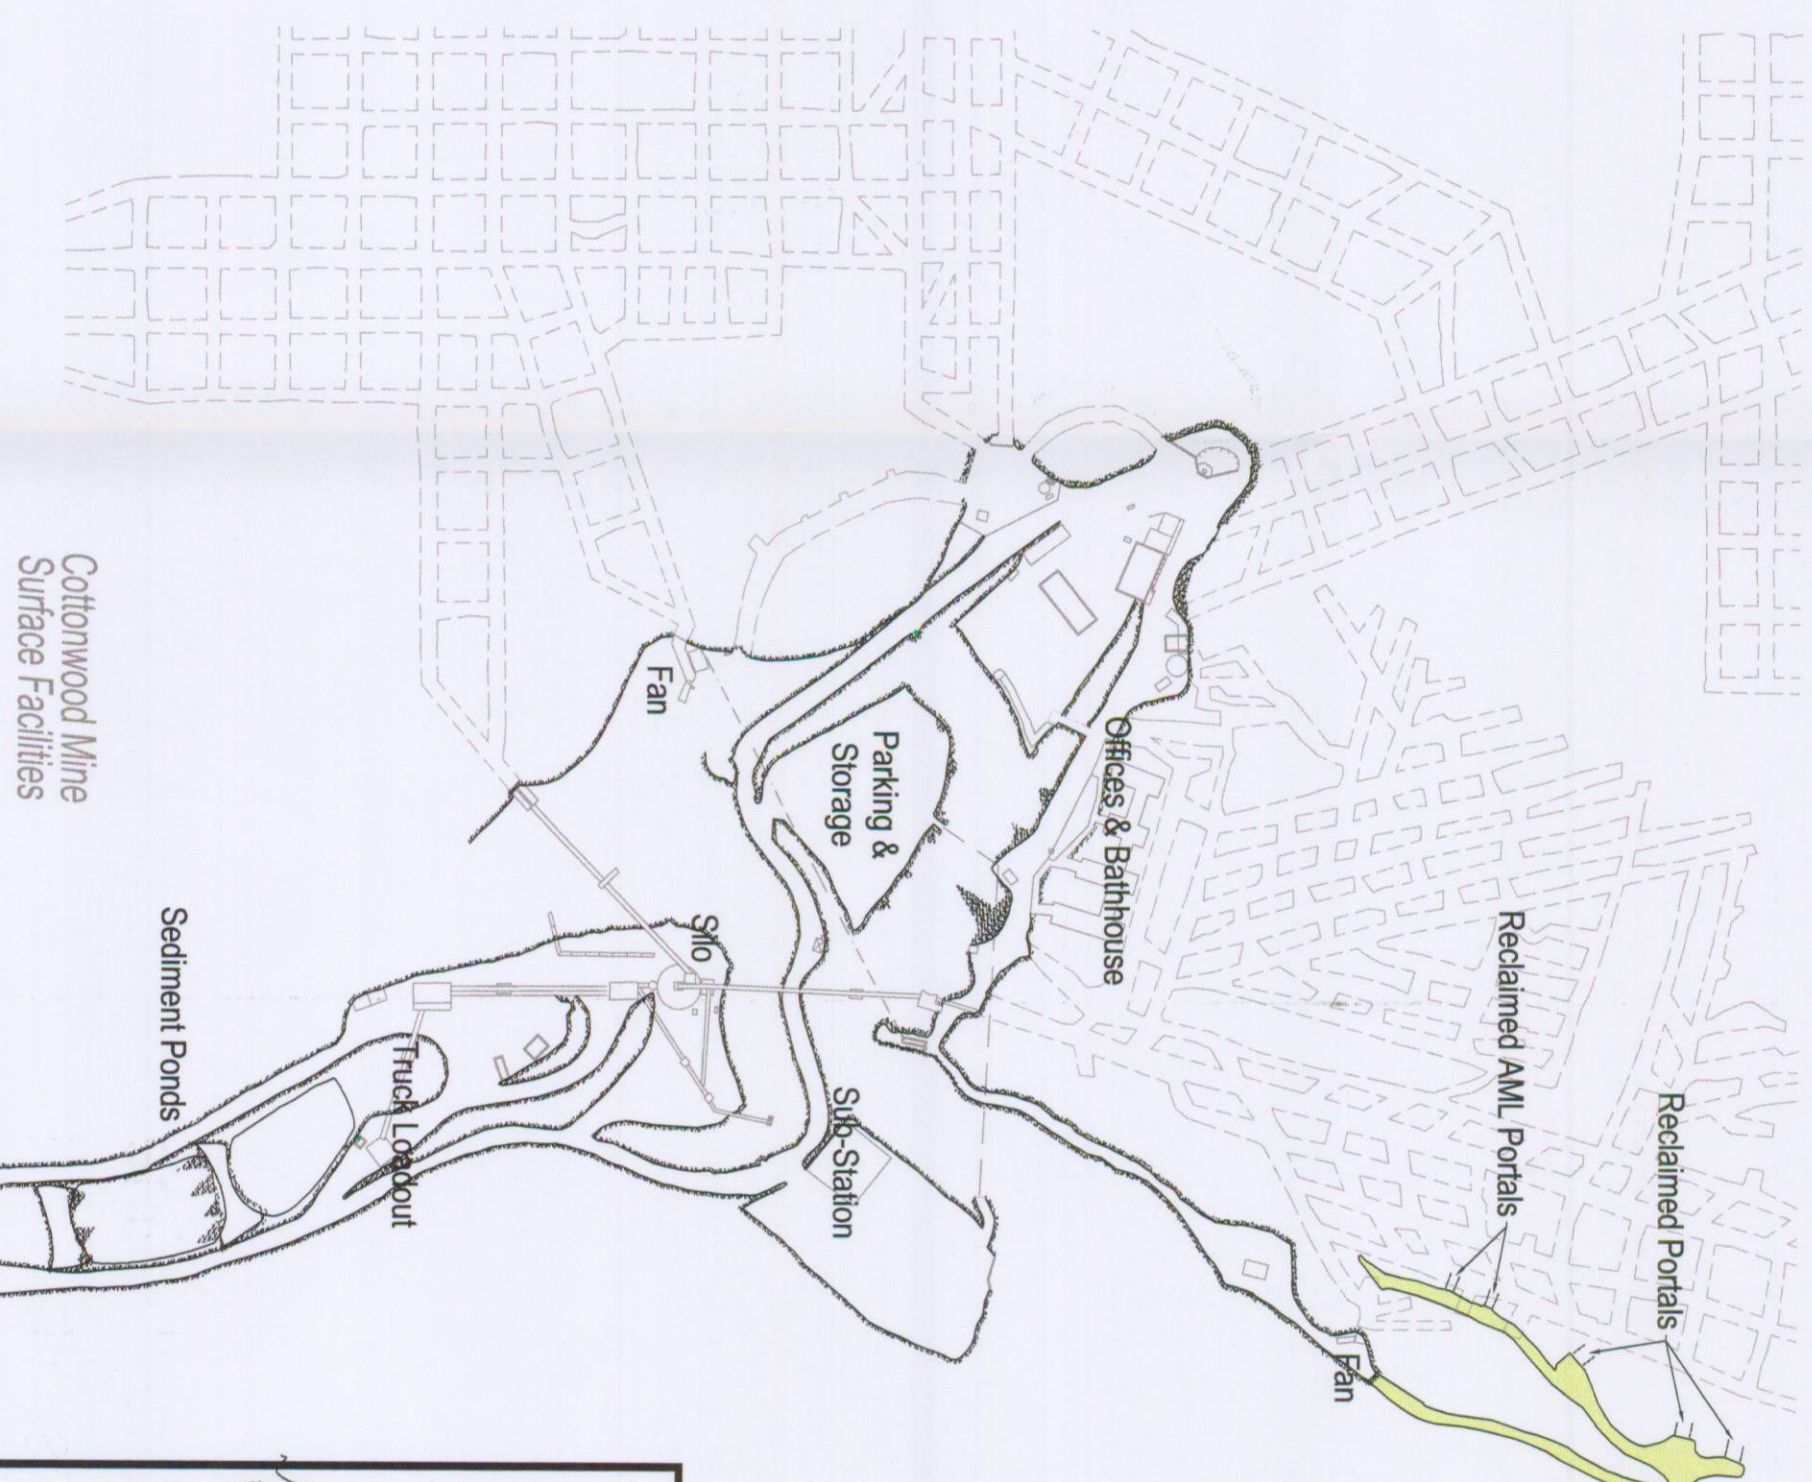 Reclaimed Portals
Reclaimed AML Portals
Offices & Bathhouse
Parking &
Storage
Sub-Station
Silo
Fan
Fan
Truck Loadout
Sediment Ponds
Cottonwood Mine
Surface Facilities